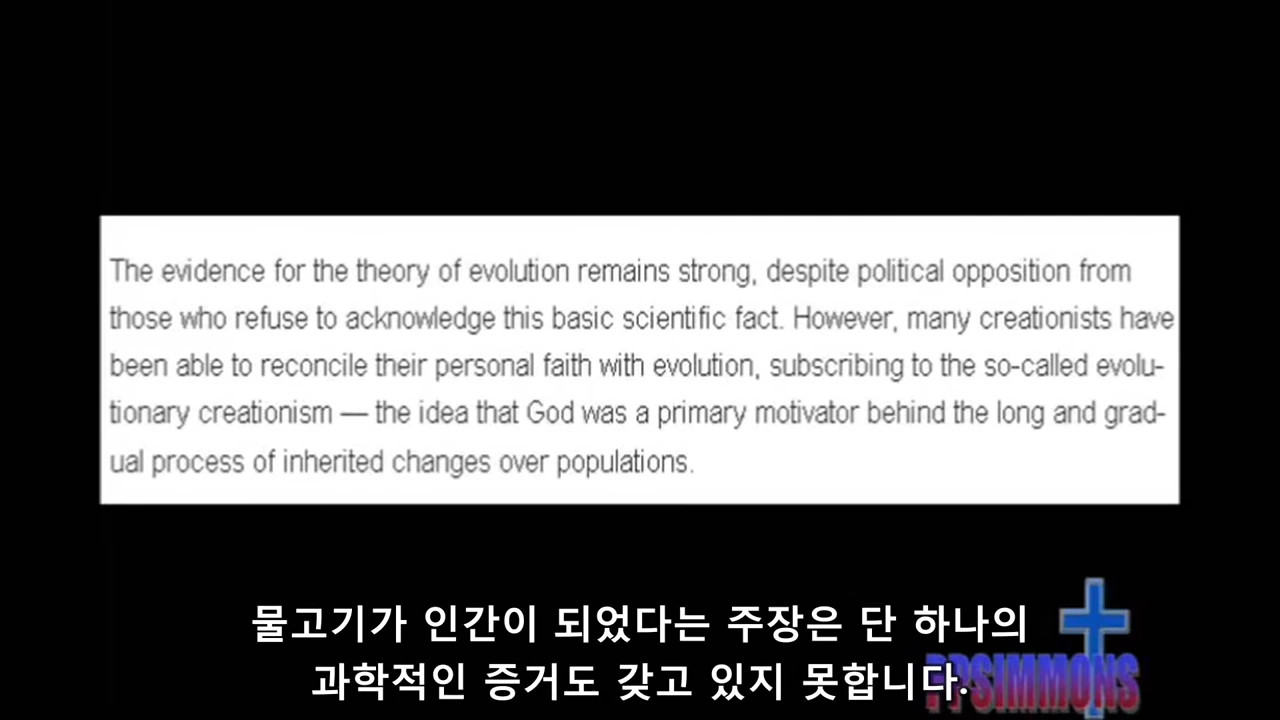 The evidence for the theory of evolution remains strong, despite political opposition from
those who refuse to acknowledge this basic scientific fact. However, many creationists have
been able to reconcile their personal faith with evolution, subscribing to the so-called evolu-
tionary creationism — the idea that God was a primary motivator behind the long and grad-
ual process of inherited changes over populations.
물고기가 인간이 되었다는 주장은 단 하나의
과학적인 증거도 갖고 있지 못합니다.
PPSIMMONS